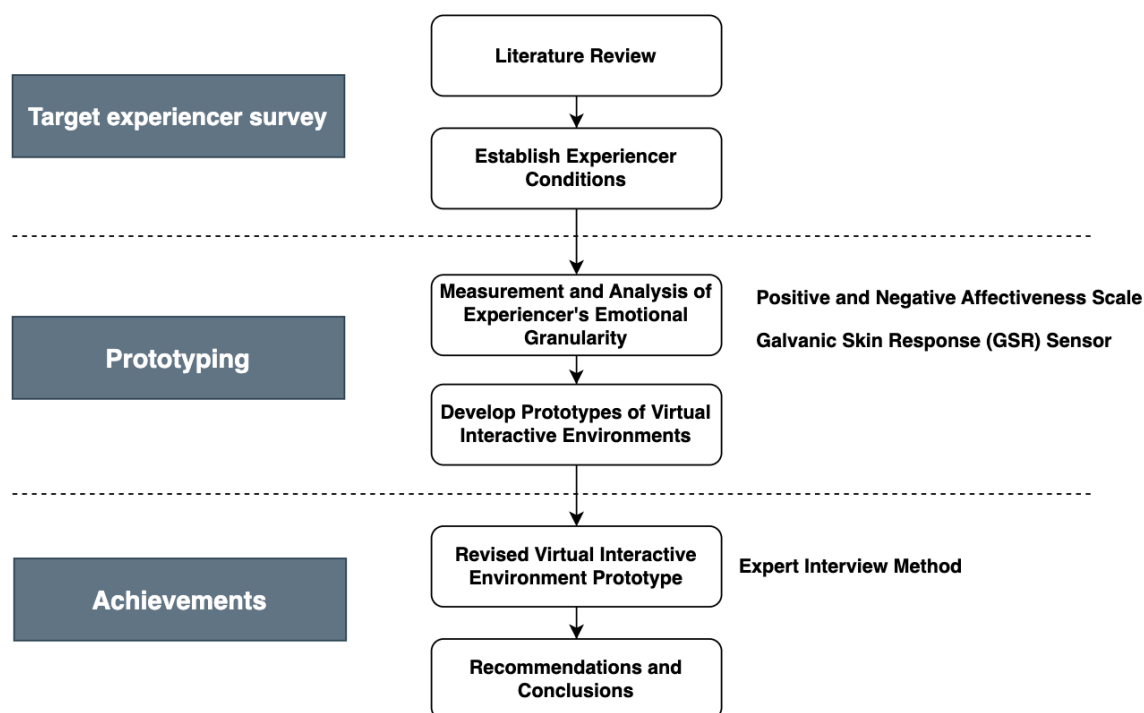 Literature Review
Target experiencer survey
Establish Experiencer
Conditions
Measurement and Analysis of
Experiencer's Emotional
Granularity
Positive and Negative Affectiveness Scale
Galvanic Skin Response (GSR) Sensor
Prototyping
Develop Prototypes of Virtual
Interactive Environments
Revised Virtual Interactive
Environment Prototype
Expert Interview Method
Achievements
Recommendations and
Conclusions